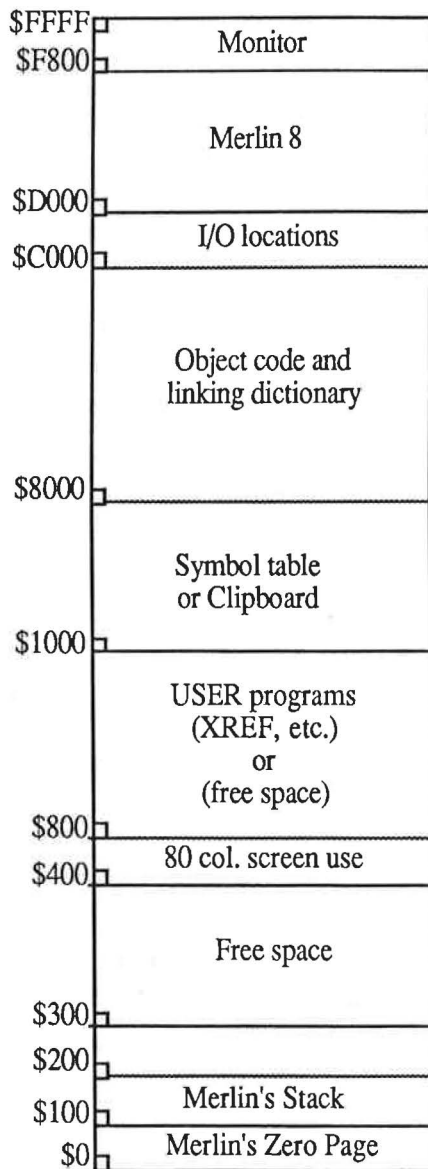 $FFFF
Monitor
$F800
Merlin 8
$D000
I/O locations
$C000
Object code and
linking dictionary
$8000
Symbol table
or Clipboard
$1000
USER programs
(XREF, etc.)
or
(free space)
$800
80 col. screen use
$400
Free space
$300
$200
Merlin's Stack
$100
Merlin's Zero Page
$0